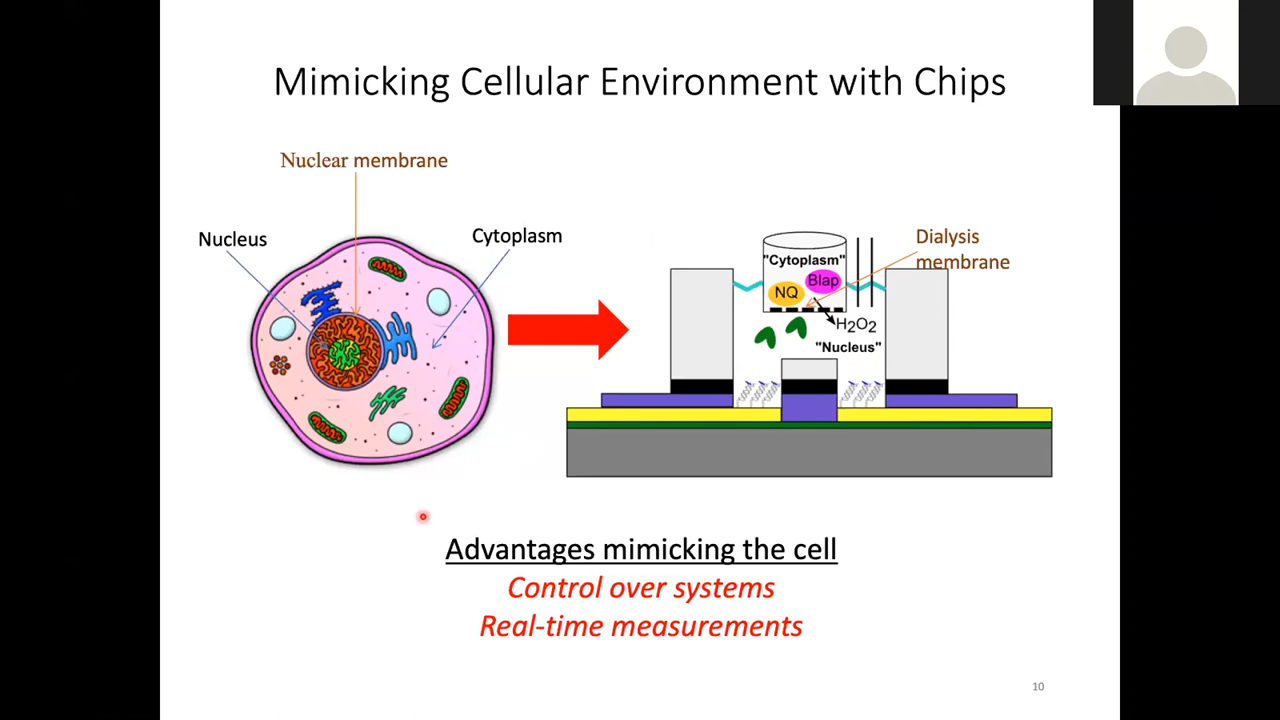 Mimicking Cellular Environment with Chips
Nuclear membrane
Nucleus
Cytoplasm
Dialysis
membrane
"Cytoplasm"
NQ
Blap
H₂O₂
"Nucleus"
Advantages mimicking the cell
Control over systems
Real-time measurements
10